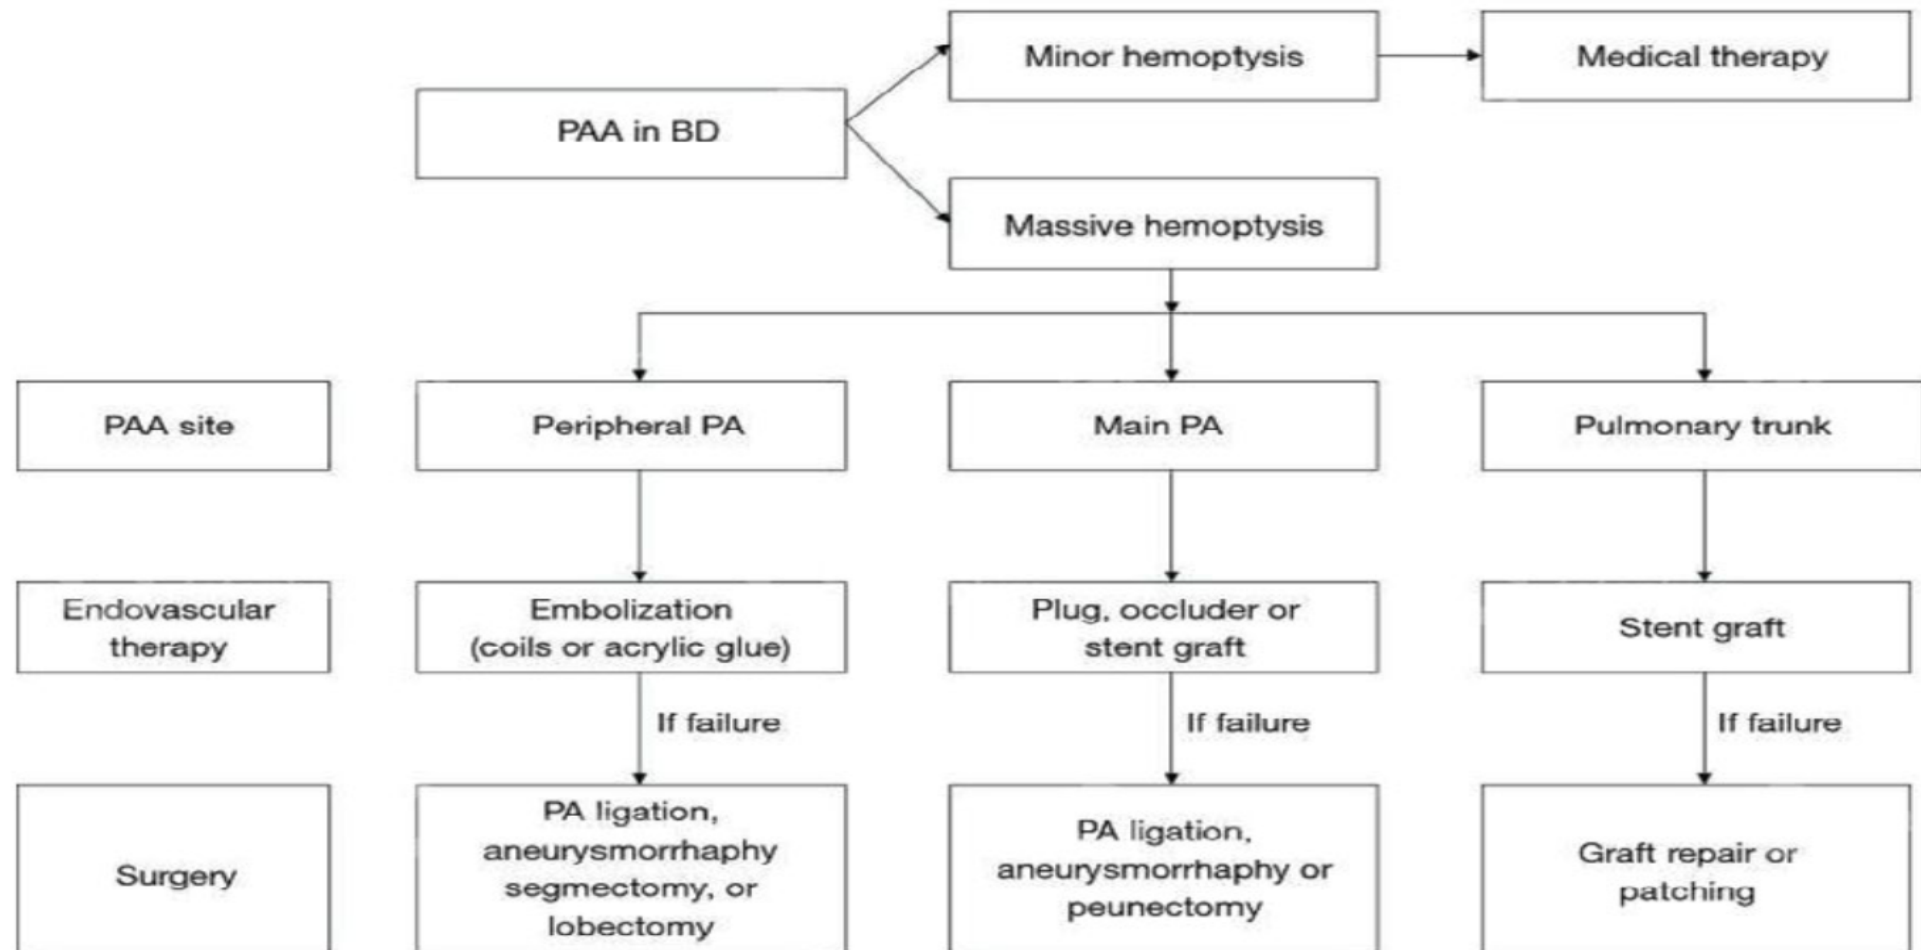 Minor hemoptysis
Medical therapy
PAA in BD
Massive hemoptysis
PAA site
Peripheral PA
Main PA
Pulmonary trunk
Endovascular
therapy
Embolization
(coils or acrylic glue)
Plug, occluder or
stent graft
Stent graft
If failure
If failure
If failure
Surgery
PA ligation,
aneurysmorrhaphy
segmectomy, or
lobectomy
PA ligation,
aneurysmorrhaphy or
peunectomy
Graft repair or
patching